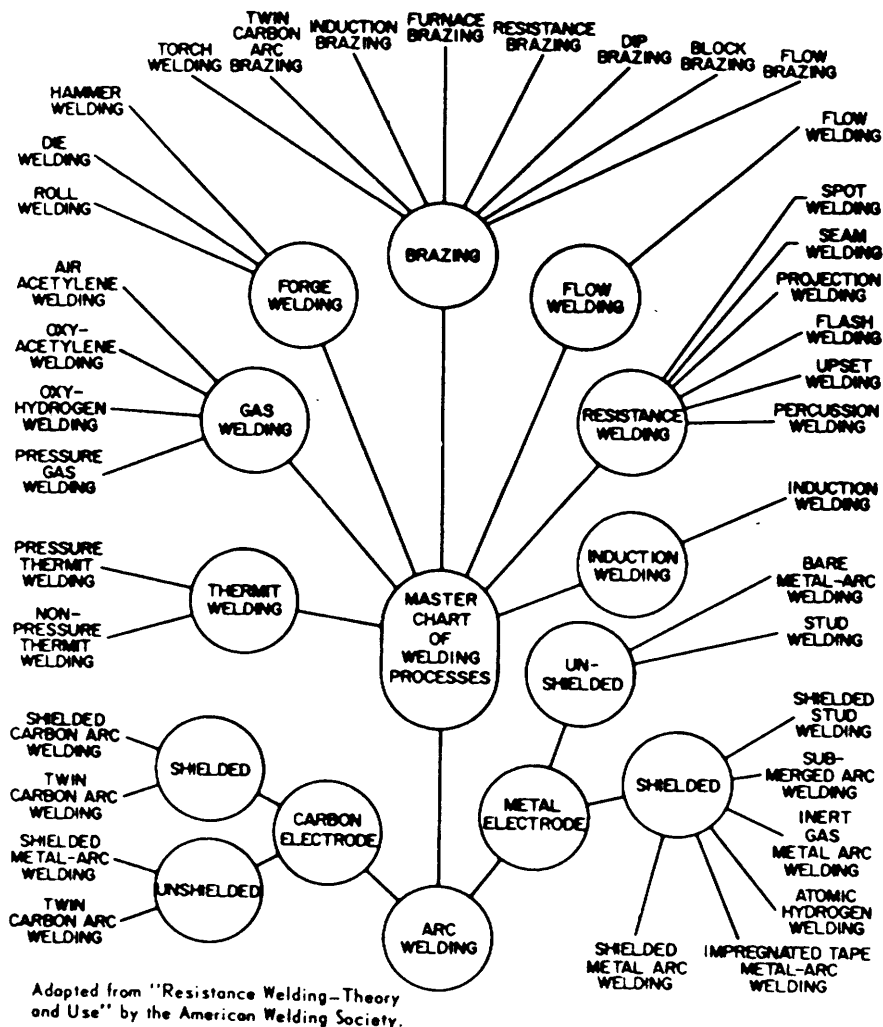 TORCH
WELDING
TWIN
CARBON
ARC
BRAZING
INDUCTION
BRAZING
FURNACE
BRAZING
RESISTANCE
BRAZING
DIP
BRAZING
BLOCK
BRAZING
FLOW
BRAZING
HAMMER
WELDING
DIE
WELDING
ROLL
WELDING
FORGE
WELDING
BRAZING
FLOW
WELDING
FLOW
WELDING
AIR
ACETYLENE
WELDING
OXY-
ACETYLENE
WELDING
OXY-
HYDROGEN
WELDING
PRESSURE
GAS
WELDING
GAS
WELDING
SPOT
WELDING
SEAM
WELDING
PROJECTION
WELDING
FLASH
WELDING
UPSET
WELDING
PERCUSSION
WELDING
RESISTANCE
WELDING
PRESSURE
THERMIT
WELDING
NON-
PRESSURE
THERMIT
WELDING
THERMIT
WELDING
MASTER
CHART
OF
WELDING
PROCESSES
INDUCTION
WELDING
INDUCTION
WELDING
BARE
METAL-ARC
WELDING
STUD
WELDING
UN-
SHIELDED
SHIELDED
CARBON ARC
WELDING
TWIN
CARBON ARC
WELDING
SHIELDED
SHIELDED
METAL-ARC
WELDING
TWIN
CARBON ARC
WELDING
UNSHIELDED
CARBON
ELECTRODE
METAL
ELECTRODE
SHIELDED
SHIELDED
STUD
WELDING
SUB-
MERGED ARC
WELDING
INERT
GAS
METAL ARC
WELDING
ATOMIC
HYDROGEN
WELDING
IMPREGNATED TAPE
METAL-ARC
WELDING
SHIELDED
METAL ARC
WELDING
ARC
WELDING
Adapted from "Resistance Welding—Theory
and Use" by the American Welding Society.